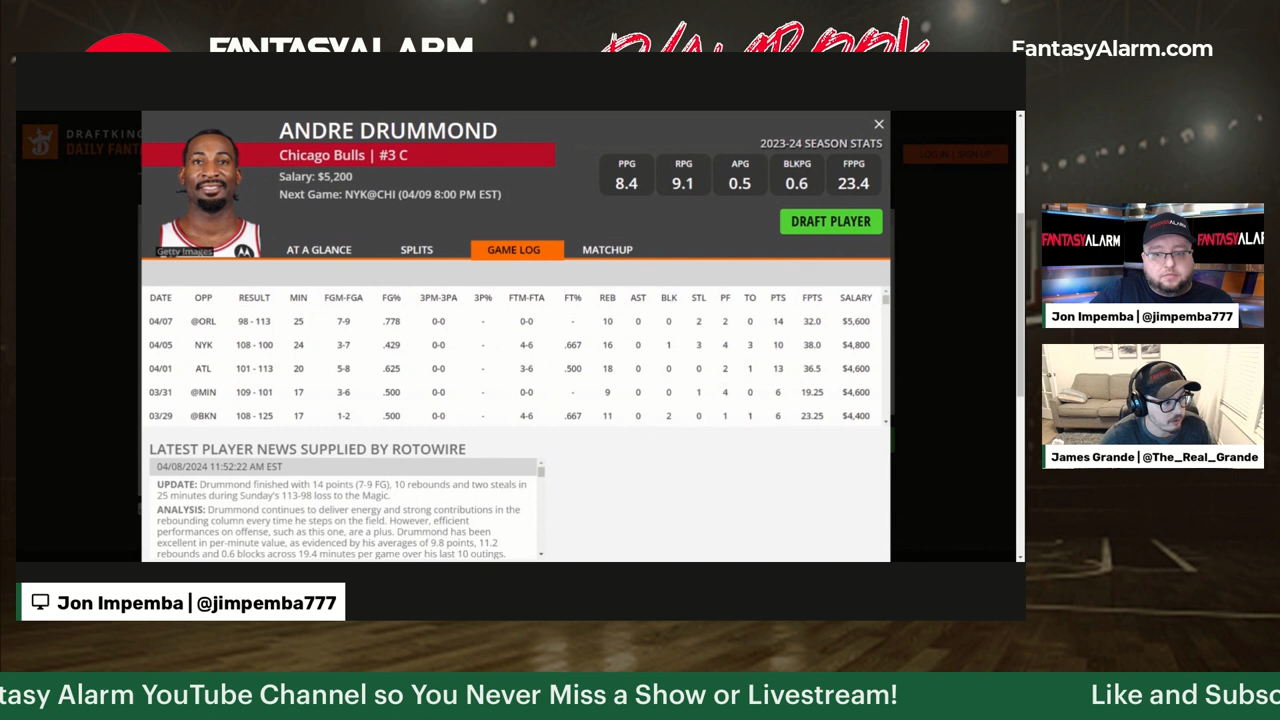 FANTASYALARM
PLAYBOOK
FantasyAlarm.com
DRAFTKIN
DAILY FANT
LOG IN | SIGN UP
ANDRE DRUMMOND
Chicago Bulls | #3 C
Salary: $5,200
Next Game: NYK@CHI (04/09 8:00 PM EST)
Getty Images
×
2023-24 SEASON STATS
PPG RPG APG BLKPG FPPG
8.4 9.1 0.5 0.6 23.4
DRAFT PLAYER
AT A GLANCE SPLITS GAME LOG MATCHUP
DATE OPP RESULT MIN FGM-FGA FG% 3PM-3PA 3P% FTM-FTA FT% REB AST BLK STL PF TO PTS FPTS SALARY
04/07 @ORL 98 - 113 25 7-9 .778 0-0 - 0-0 - 10 0 0 2 2 0 14 32.0 $5,600
04/05 NYK 108 - 100 24 3-7 .429 0-0 - 4-6 .667 16 0 1 3 4 3 10 38.0 $4,800
04/01 ATL 101 - 113 20 5-8 .625 0-0 - 3-6 .500 18 0 0 0 2 1 13 36.5 $4,600
03/31 @MIN 109 - 101 17 3-6 .500 0-0 - 0-0 - 9 0 0 1 4 0 6 19.25 $4,600
03/29 @BKN 108 - 125 17 1-2 .500 0-0 - 4-6 .667 11 0 2 0 1 1 6 23.25 $4,400
LATEST PLAYER NEWS SUPPLIED BY ROTOWIRE
04/08/2024 11:52:22 AM EST
UPDATE: Drummond finished with 14 points (7-9 FG), 10 rebounds and two steals in
25 minutes during Sunday's 113-98 loss to the Magic.
ANALYSIS: Drummond continues to deliver energy and strong contributions in the
rebounding column every time he steps on the field. However, efficient
performances on offense, such as this one, are a plus. Drummond has been
excellent in per-minute value, as evidenced by his averages of 9.8 points, 11.2
rebounds and 0.6 blocks across 19.4 minutes per game over his last 10 outings.
FANTASYALARM
FANTASYALA
Jon Impemba | @jimpemba777
James Grande | @The_Real_Grande
Jon Impemba | @jimpemba777
tasy Alarm YouTube Channel so You Never Miss a Show or Livestream! Like and Subsc